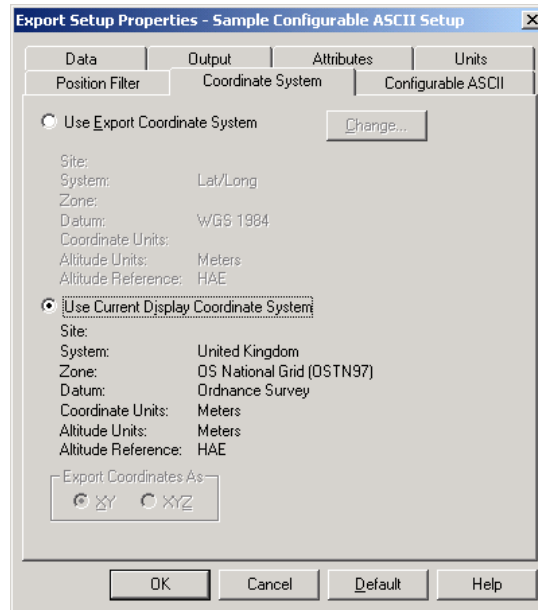 Export Setup Properties - Sample Configurable ASCII Setup
Data Output Attributes Units
Position Filter Coordinate System Configurable ASCII
Use Export Coordinate System Change...
Site:
System: Lat/Long
Zone:
Datum: WGS 1984
Coordinate Units:
Altitude Units: Meters
Altitude Reference: HAE
Use Current Display Coordinate System
Site:
System: United Kingdom
Zone: OS National Grid (OSTN97)
Datum: Ordnance Survey
Coordinate Units: Meters
Altitude Units: Meters
Altitude Reference: HAE
Export Coordinates As
XY XYZ
OK Cancel Default Help